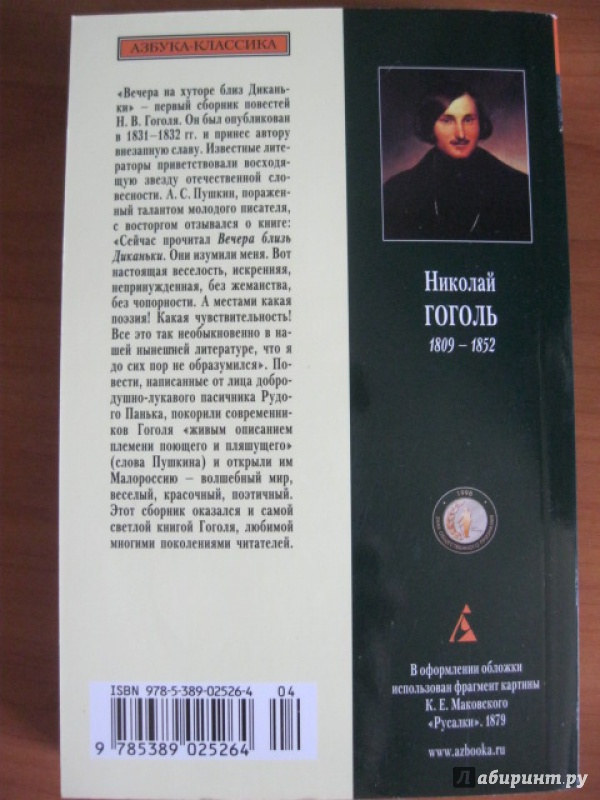 АЗБУКА-КЛАССИКА
«Вечера на хуторе близ Дикань-
ки» – первый сборник повестей
Н. В. Гоголя. Он был опубликован
в 1831–1832 гг. и принес автору
внезапную славу. Известные лите-
раторы приветствовали восходя-
щую звезду отечественной сло-
весности. А. С. Пушкин, поражен-
ный талантом молодого писателя,
с восторгом отзывался о книге:
«Сейчас прочитал Вечера близь
Диканьки. Они изумили меня. Вот
настоящая веселость, искренняя,
непринужденная, без жеманства,
без чопорности. А местами какая
поэзия! Какая чувствительность!
Все это так необыкновенно в на-
шей нынешней литературе, что я
до сих пор не образумился». По-
вести, написанные от лица добро-
душно-лукавого пасичника Рудо-
го Панька, покорили современни-
ков Гоголя «живым описанием
племени поющего и пляшущего»
(слова Пушкина) и открыли им
Малороссию – волшебный мир,
веселый, красочный, поэтичный.
Этот сборник оказался и самой
светлой книгой Гоголя, любимой
многими поколениями читателей.
ISBN 978-5-389-02526-4 04
9 785389 025264
Николай
ГОГОЛЬ
1809 – 1852
1998
В оформлении обложки
использован фрагмент картины
К. Е. Маковского
«Русалки». 1879
www.azbooka.ru
Лабиринт.ру